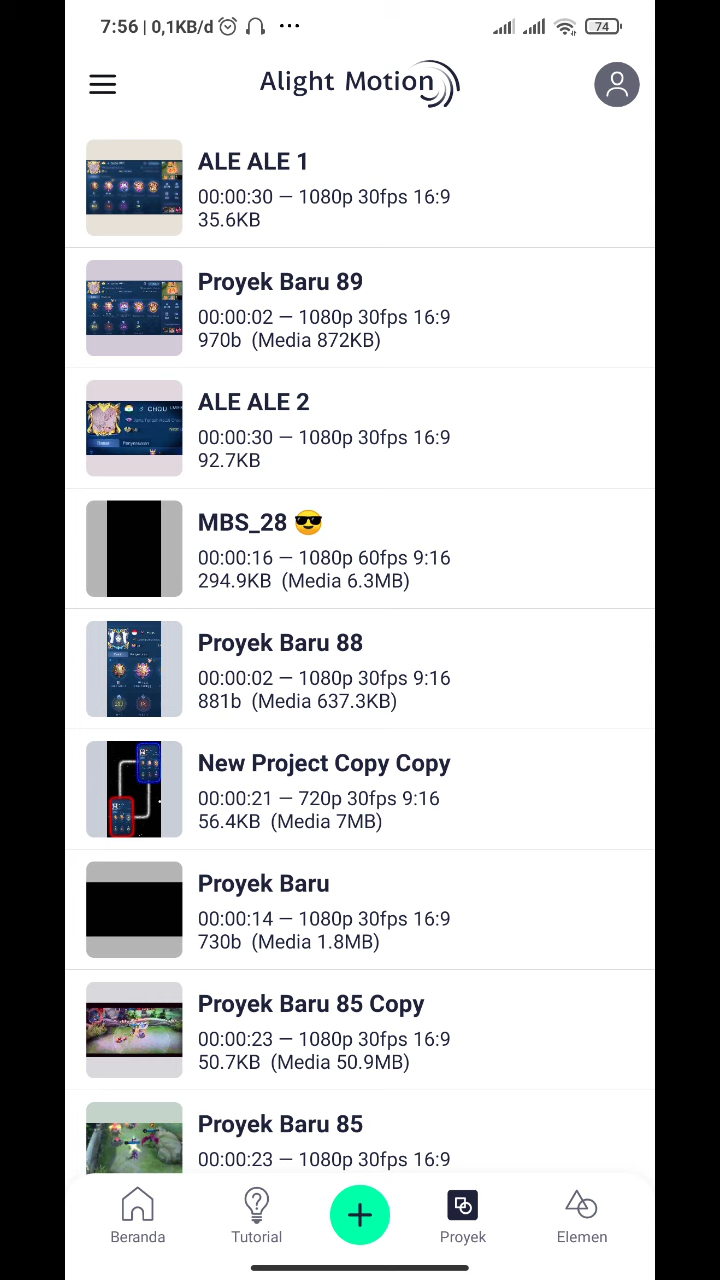 7:56 | 0,1KB/d
74
Alight Motion
ALE ALE 1
00:00:30 — 1080p 30fps 16:9
35.6KB
Proyek Baru 89
00:00:02 — 1080p 30fps 16:9
970b (Media 872KB)
ALE ALE 2
00:00:30 — 1080p 30fps 16:9
92.7KB
MBS_28 😎
00:00:16 — 1080p 60fps 9:16
294.9KB (Media 6.3MB)
Proyek Baru 88
00:00:02 — 1080p 30fps 9:16
881b (Media 637.3KB)
New Project Copy Copy
00:00:21 — 720p 30fps 9:16
56.4KB (Media 7MB)
Proyek Baru
00:00:14 — 1080p 30fps 16:9
730b (Media 1.8MB)
Proyek Baru 85 Copy
00:00:23 — 1080p 30fps 16:9
50.7KB (Media 50.9MB)
Proyek Baru 85
00:00:23 — 1080p 30fps 16:9
Beranda
Tutorial
Proyek
Elemen